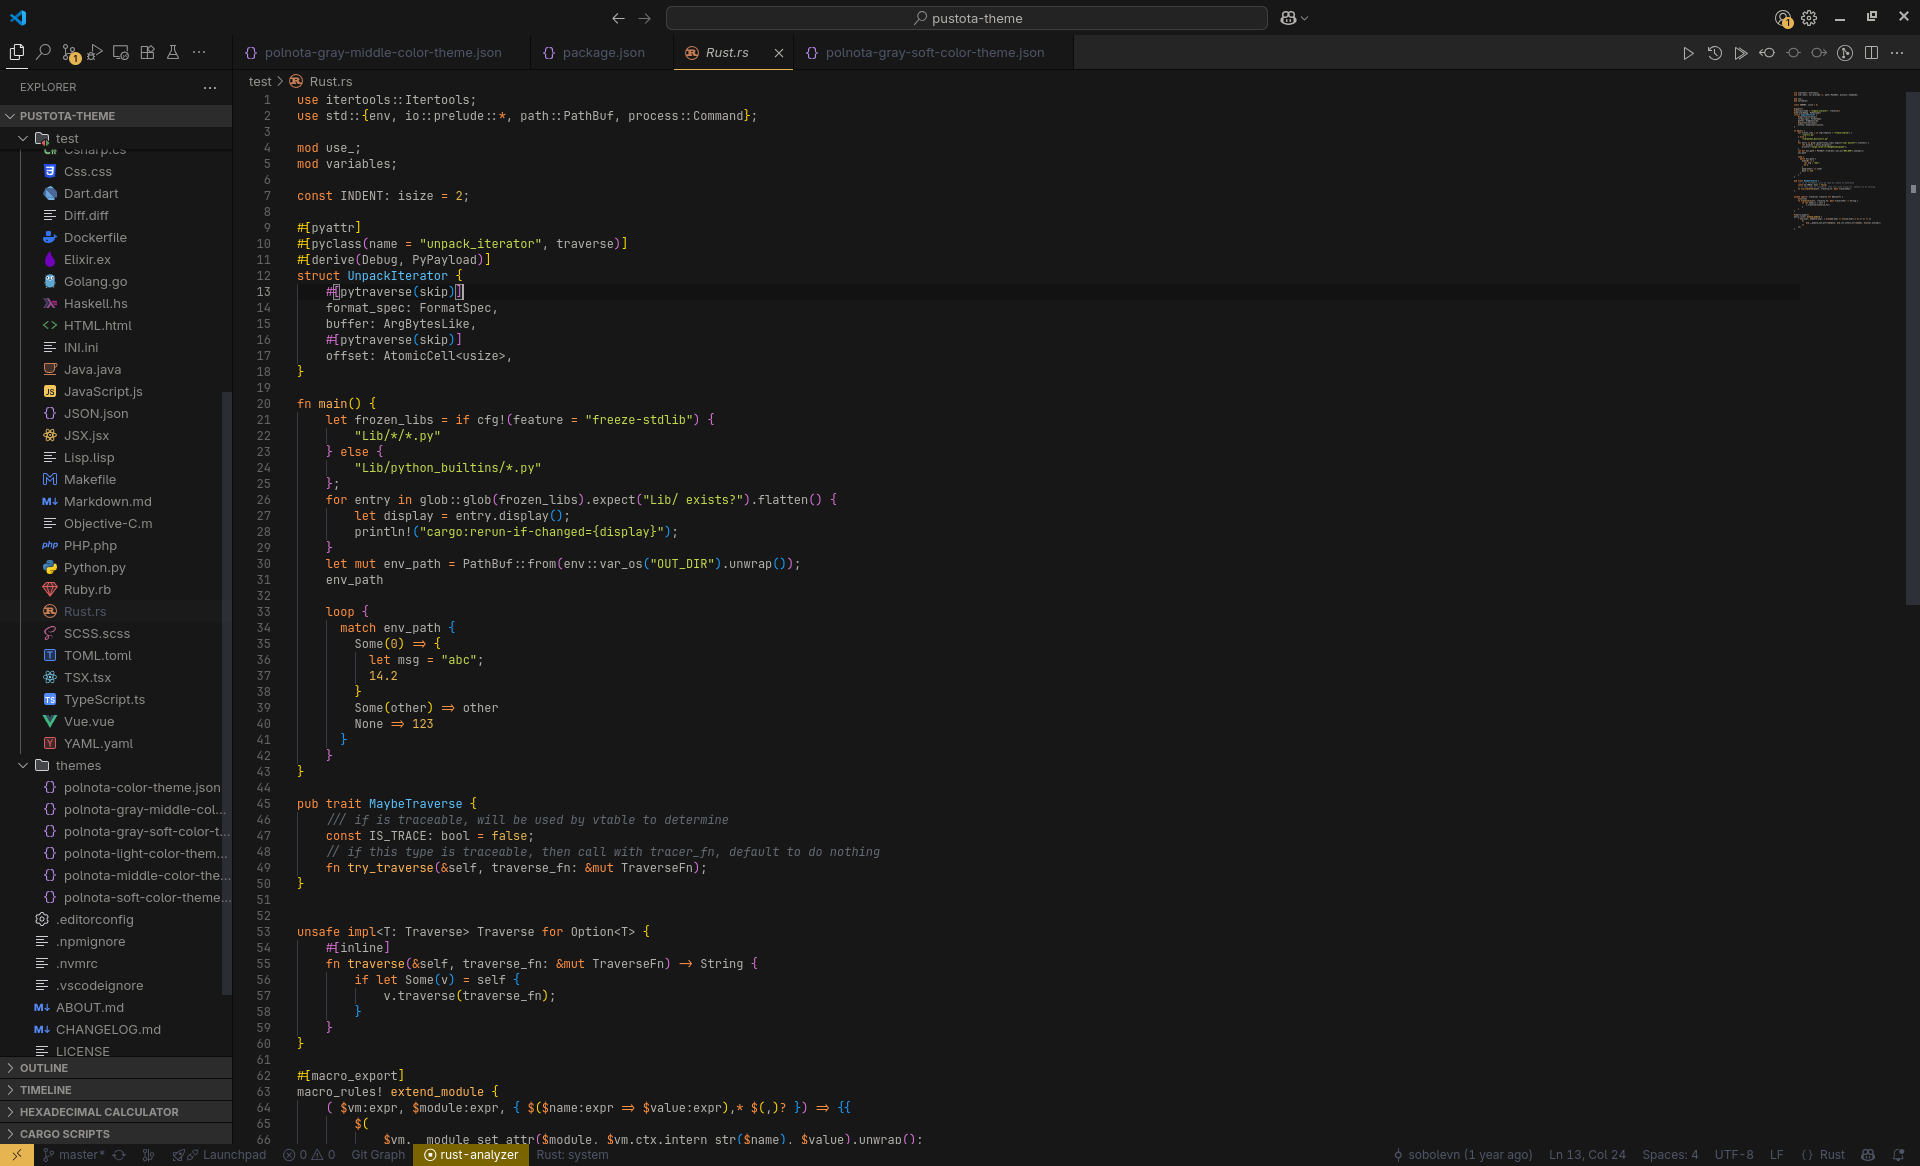 pustota-theme
1
1
polnota-gray-middle-color-theme.json
package.json
Rust.rs
polnota-gray-soft-color-theme.json
EXPLORER
test > Rust.rs
PUSTOTA-THEME
test
Csharp.cs
Css.css
Dart.dart
Diff.diff
Dockerfile
Elixir.ex
Golang.go
Haskell.hs
HTML.html
INI.ini
Java.java
JavaScript.js
JSON.json
JSX.jsx
Lisp.lisp
Makefile
Markdown.md
Objective-C.m
PHP.php
Python.py
Ruby.rb
Rust.rs
SCSS.scss
TOML.toml
TSX.tsx
TypeScript.ts
Vue.vue
YAML.yaml
themes
polnota-color-theme.json
polnota-gray-middle-col...
polnota-gray-soft-color-t...
polnota-light-color-them...
polnota-middle-color-the...
polnota-soft-color-theme...
.editorconfig
.npmignore
.nvmrc
.vscodeignore
ABOUT.md
CHANGELOG.md
LICENSE
OUTLINE
TIMELINE
HEXADECIMAL CALCULATOR
CARGO SCRIPTS
1 use itertools::Itertools;
2 use std::{env, io::prelude::*, path::PathBuf, process::Command};
3
4 mod use_;
5 mod variables;
6
7 const INDENT: isize = 2;
8
9 #[pyattr]
10 #[pyclass(name = "unpack_iterator", traverse)]
11 #[derive(Debug, PyPayload)]
12 struct UnpackIterator {
13     #[pytraverse(skip)]
14     format_spec: FormatSpec,
15     buffer: ArgBytesLike,
16     #[pytraverse(skip)]
17     offset: AtomicCell<usize>,
18 }
19
20 fn main() {
21     let frozen_libs = if cfg!(feature = "freeze-stdlib") {
22         "Lib/*/*.py"
23     } else {
24         "Lib/python_builtins/*.py"
25     };
26     for entry in glob::glob(frozen_libs).expect("Lib/ exists?").flatten() {
27         let display = entry.display();
28         println!("cargo:rerun-if-changed={display}");
29     }
30     let mut env_path = PathBuf::from(env::var_os("OUT_DIR").unwrap());
31     env_path
32
33     loop {
34       match env_path {
35         Some(0) => {
36           let msg = "abc";
37           14.2
38         }
39         Some(other) => other
40         None => 123
41       }
42     }
43 }
44
45 pub trait MaybeTraverse {
46     /// if is traceable, will be used by vtable to determine
47     const IS_TRACE: bool = false;
48     // if this type is traceable, then call with tracer_fn, default to do nothing
49     fn try_traverse(&self, traverse_fn: &mut TraverseFn);
50 }
51
52
53 unsafe impl<T: Traverse> Traverse for Option<T> {
54     #[inline]
55     fn traverse(&self, traverse_fn: &mut TraverseFn) -> String {
56         if let Some(v) = self {
57             v.traverse(traverse_fn);
58         }
59     }
60 }
61
62 #[macro_export]
63 macro_rules! extend_module {
64     ( $vm:expr, $module:expr, { $($name:expr => $value:expr),* $(,)? }) => {{
65         $(
66             $vm.__module_set_attr($module, $vm.ctx.intern_str($name), $value).unwrap();
master*
Launchpad
0
0
Git Graph
rust-analyzer
Rust: system
sobolevn (1 year ago)
Ln 13, Col 24
Spaces: 4
UTF-8
LF
{} Rust